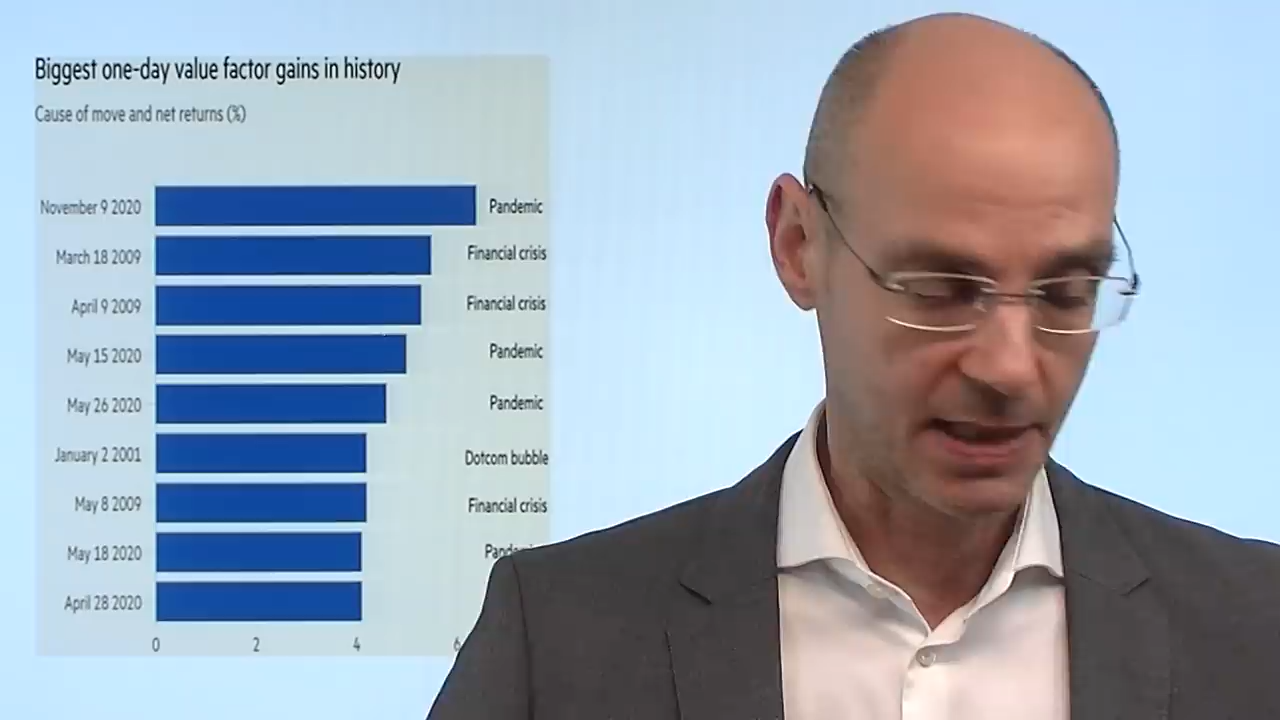 Biggest one-day value factor gains in history
Cause of move and net returns (%)
November 9 2020 Pandemic
March 18 2009 Financial crisis
April 9 2009 Financial crisis
May 15 2020 Pandemic
May 26 2020 Pandemic
January 2 2001 Dotcom bubble
May 8 2009 Financial crisis
May 18 2020
April 28 2020
0 2 4 6